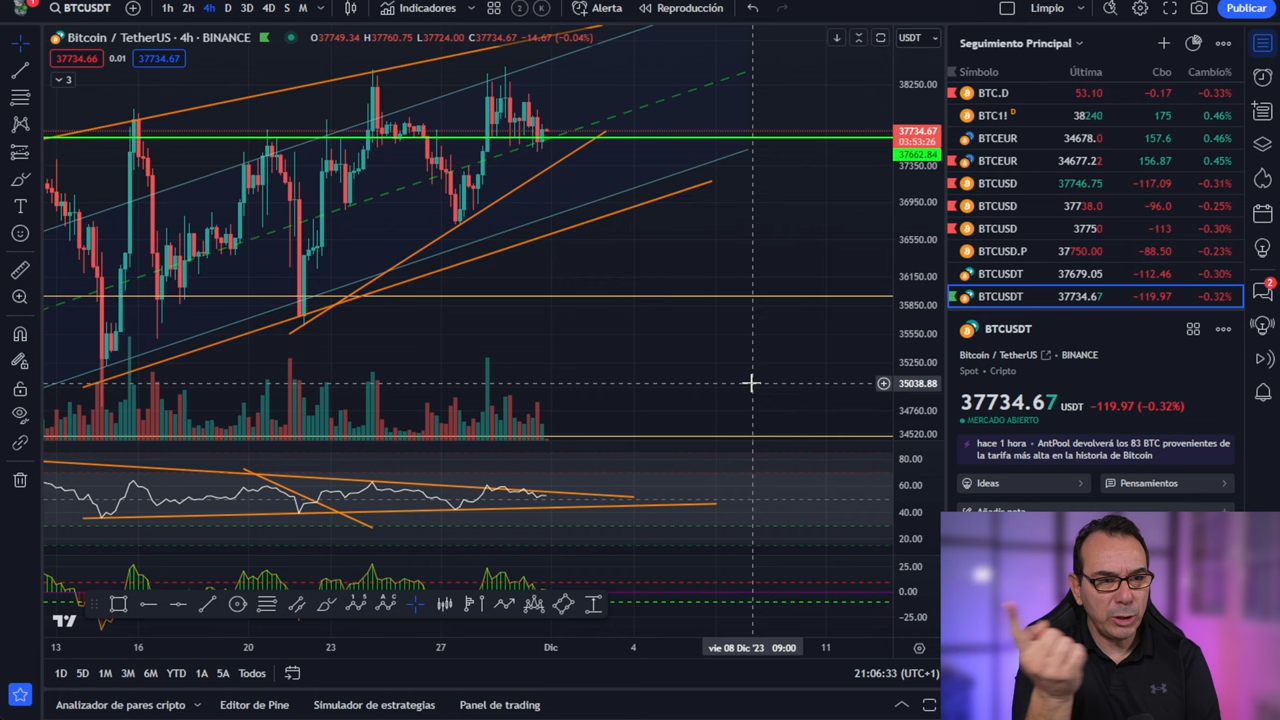 1
BTCUSDT
1h 2h 4h D 3D 4D S M
Indicadores
2 K
Alerta
Reproducción
Limpio
Publicar
Bitcoin / TetherUS · 4h · BINANCE
O37749.34 H37760.75 L37724.00 C37734.67 −14.67 (−0.04%)
USDT
37734.66 0.01 37734.67
3
38250.00
37734.67
03:53:26
37662.84
37350.00
36950.00
36550.00
36150.00
35850.00
35550.00
35250.00
35038.88
34760.00
34520.00
80.00
60.00
40.00
20.00
25.00
0.00
−25.00
13 16 20 23 27 Dic 4 vie 08 Dic '23 09:00 11
1D 5D 1M 3M 6M YTD 1A 5A Todos
21:06:33 (UTC+1)
Analizador de pares cripto
Editor de Pine
Simulador de estrategias
Panel de trading
Seguimiento Principal
Símbolo Última Cbo Cambio%
BTC.D 53.10 −0.17 −0.33%
BTC1! D 38240 175 0.46%
BTCEUR 34678.0 157.6 0.45%
BTCEUR 34677.22 156.87 0.45%
BTCUSD 37746.75 −117.09 −0.31%
BTCUSD 37738.0 −96.0 −0.25%
BTCUSD 37750 −113 −0.30%
BTCUSD.P 37750.00 −88.50 −0.23%
BTCUSDT 37679.05 −112.46 −0.30%
BTCUSDT 37734.67 −119.97 −0.32%
2
BTCUSDT
Bitcoin / TetherUS · BINANCE
Spot · Cripto
37734.67 USDT −119.97 (−0.32%)
MERCADO ABIERTO
hace 1 hora · AntPool devolverá los 83 BTC provenientes de
la tarifa más alta en la historia de Bitcoin
Ideas
Pensamientos